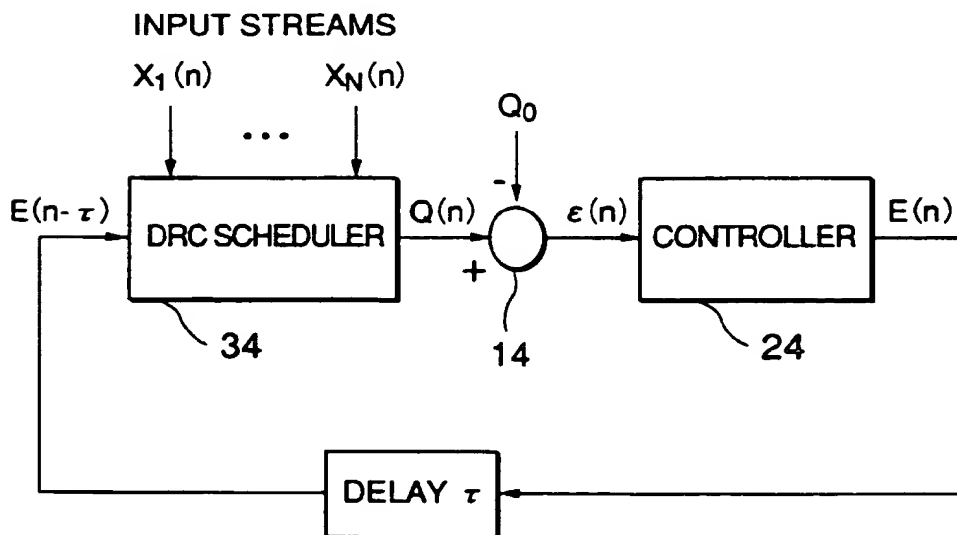 INPUT STREAMS
X₁(n) X_N(n)
• • •
Q₀
-
E(n- τ) DRC SCHEDULER Q(n) ε(n) CONTROLLER E(n)
+
34 14 24
DELAY τ